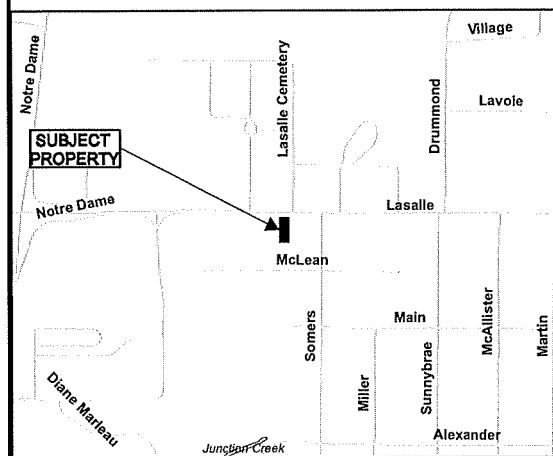 Village
Notre Dame
Lasalle Cemetery
Drummond
Lavoie
SUBJECT
PROPERTY
Notre Dame
Lasalle
McLean
Somers
Main
McAllister
Martin
Miller
Sunnybrae
Diane Marleau
Alexander
Junction Creek